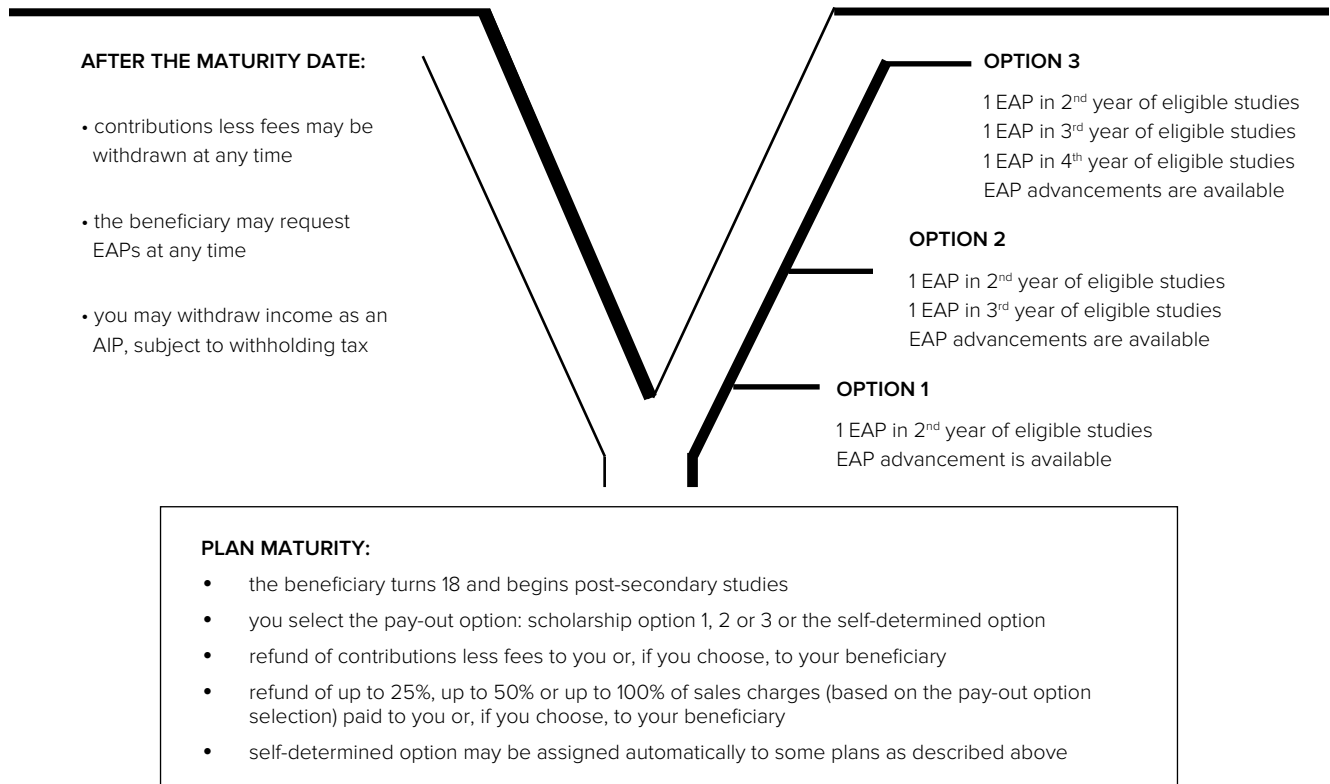 AFTER THE MATURITY DATE:
• contributions less fees may be
withdrawn at any time
• the beneficiary may request
EAPs at any time
• you may withdraw income as an
AIP, subject to withholding tax
OPTION 3
1 EAP in 2nd year of eligible studies
1 EAP in 3rd year of eligible studies
1 EAP in 4th year of eligible studies
EAP advancements are available
OPTION 2
1 EAP in 2nd year of eligible studies
1 EAP in 3rd year of eligible studies
EAP advancements are available
OPTION 1
1 EAP in 2nd year of eligible studies
EAP advancement is available
PLAN MATURITY:
• the beneficiary turns 18 and begins post-secondary studies
• you select the pay-out option: scholarship option 1, 2 or 3 or the self-determined option
• refund of contributions less fees to you or, if you choose, to your beneficiary
• refund of up to 25%, up to 50% or up to 100% of sales charges (based on the pay-out option
selection) paid to you or, if you choose, to your beneficiary
• self-determined option may be assigned automatically to some plans as described above